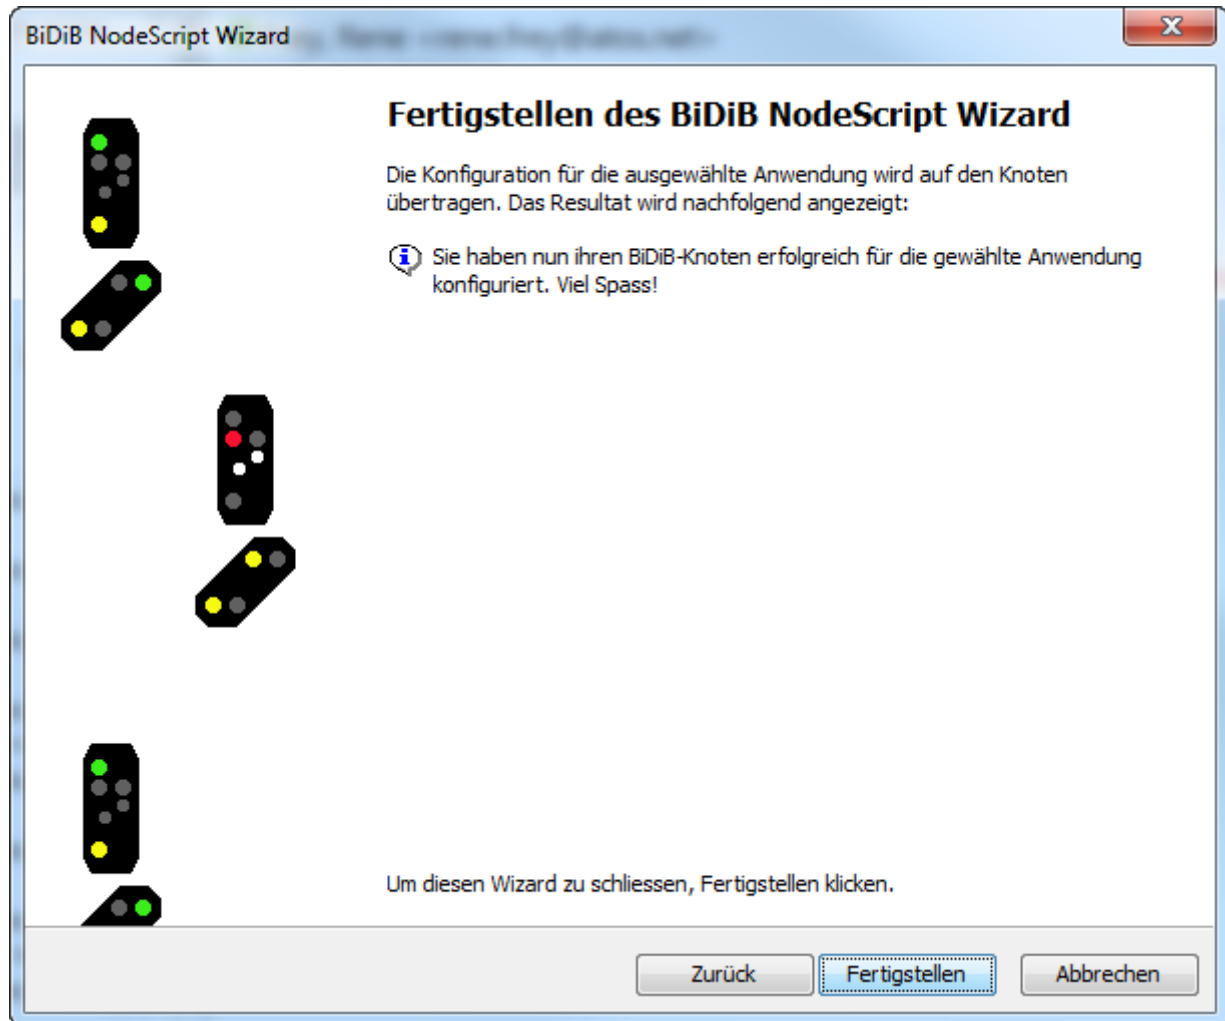 BiDiB NodeScript Wizard
Fertigstellen des BiDiB NodeScript Wizard
Die Konfiguration für die ausgewählte Anwendung wird auf den Knoten
übertragen. Das Resultat wird nachfolgend angezeigt:
Sie haben nun ihren BiDiB-Knoten erfolgreich für die gewählte Anwendung
konfiguriert. Viel Spass!
Um diesen Wizard zu schliessen, Fertigstellen klicken.
Zurück Fertigstellen Abbrechen